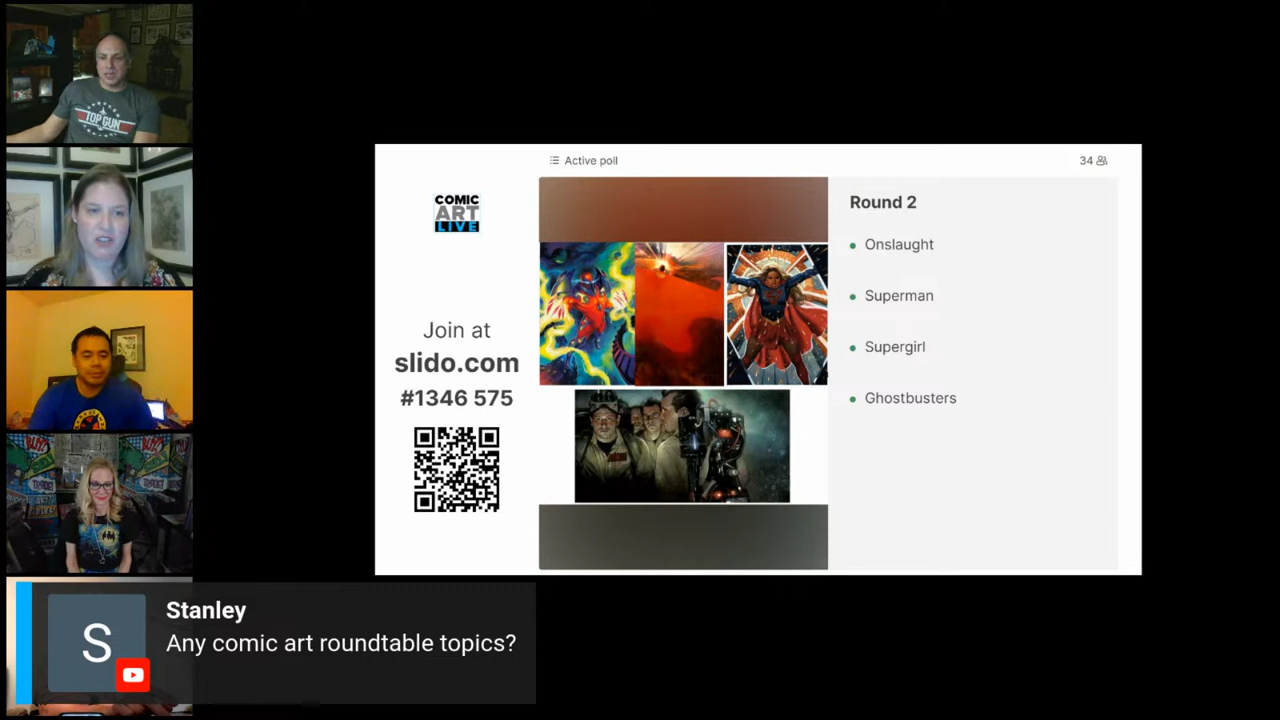 TOP GUN
COMIC
ART
LIVE
Join at
slido.com
#1346 575
Active poll
34
Round 2
Onslaught
Superman
Supergirl
Ghostbusters
S
Stanley
Any comic art roundtable topics?